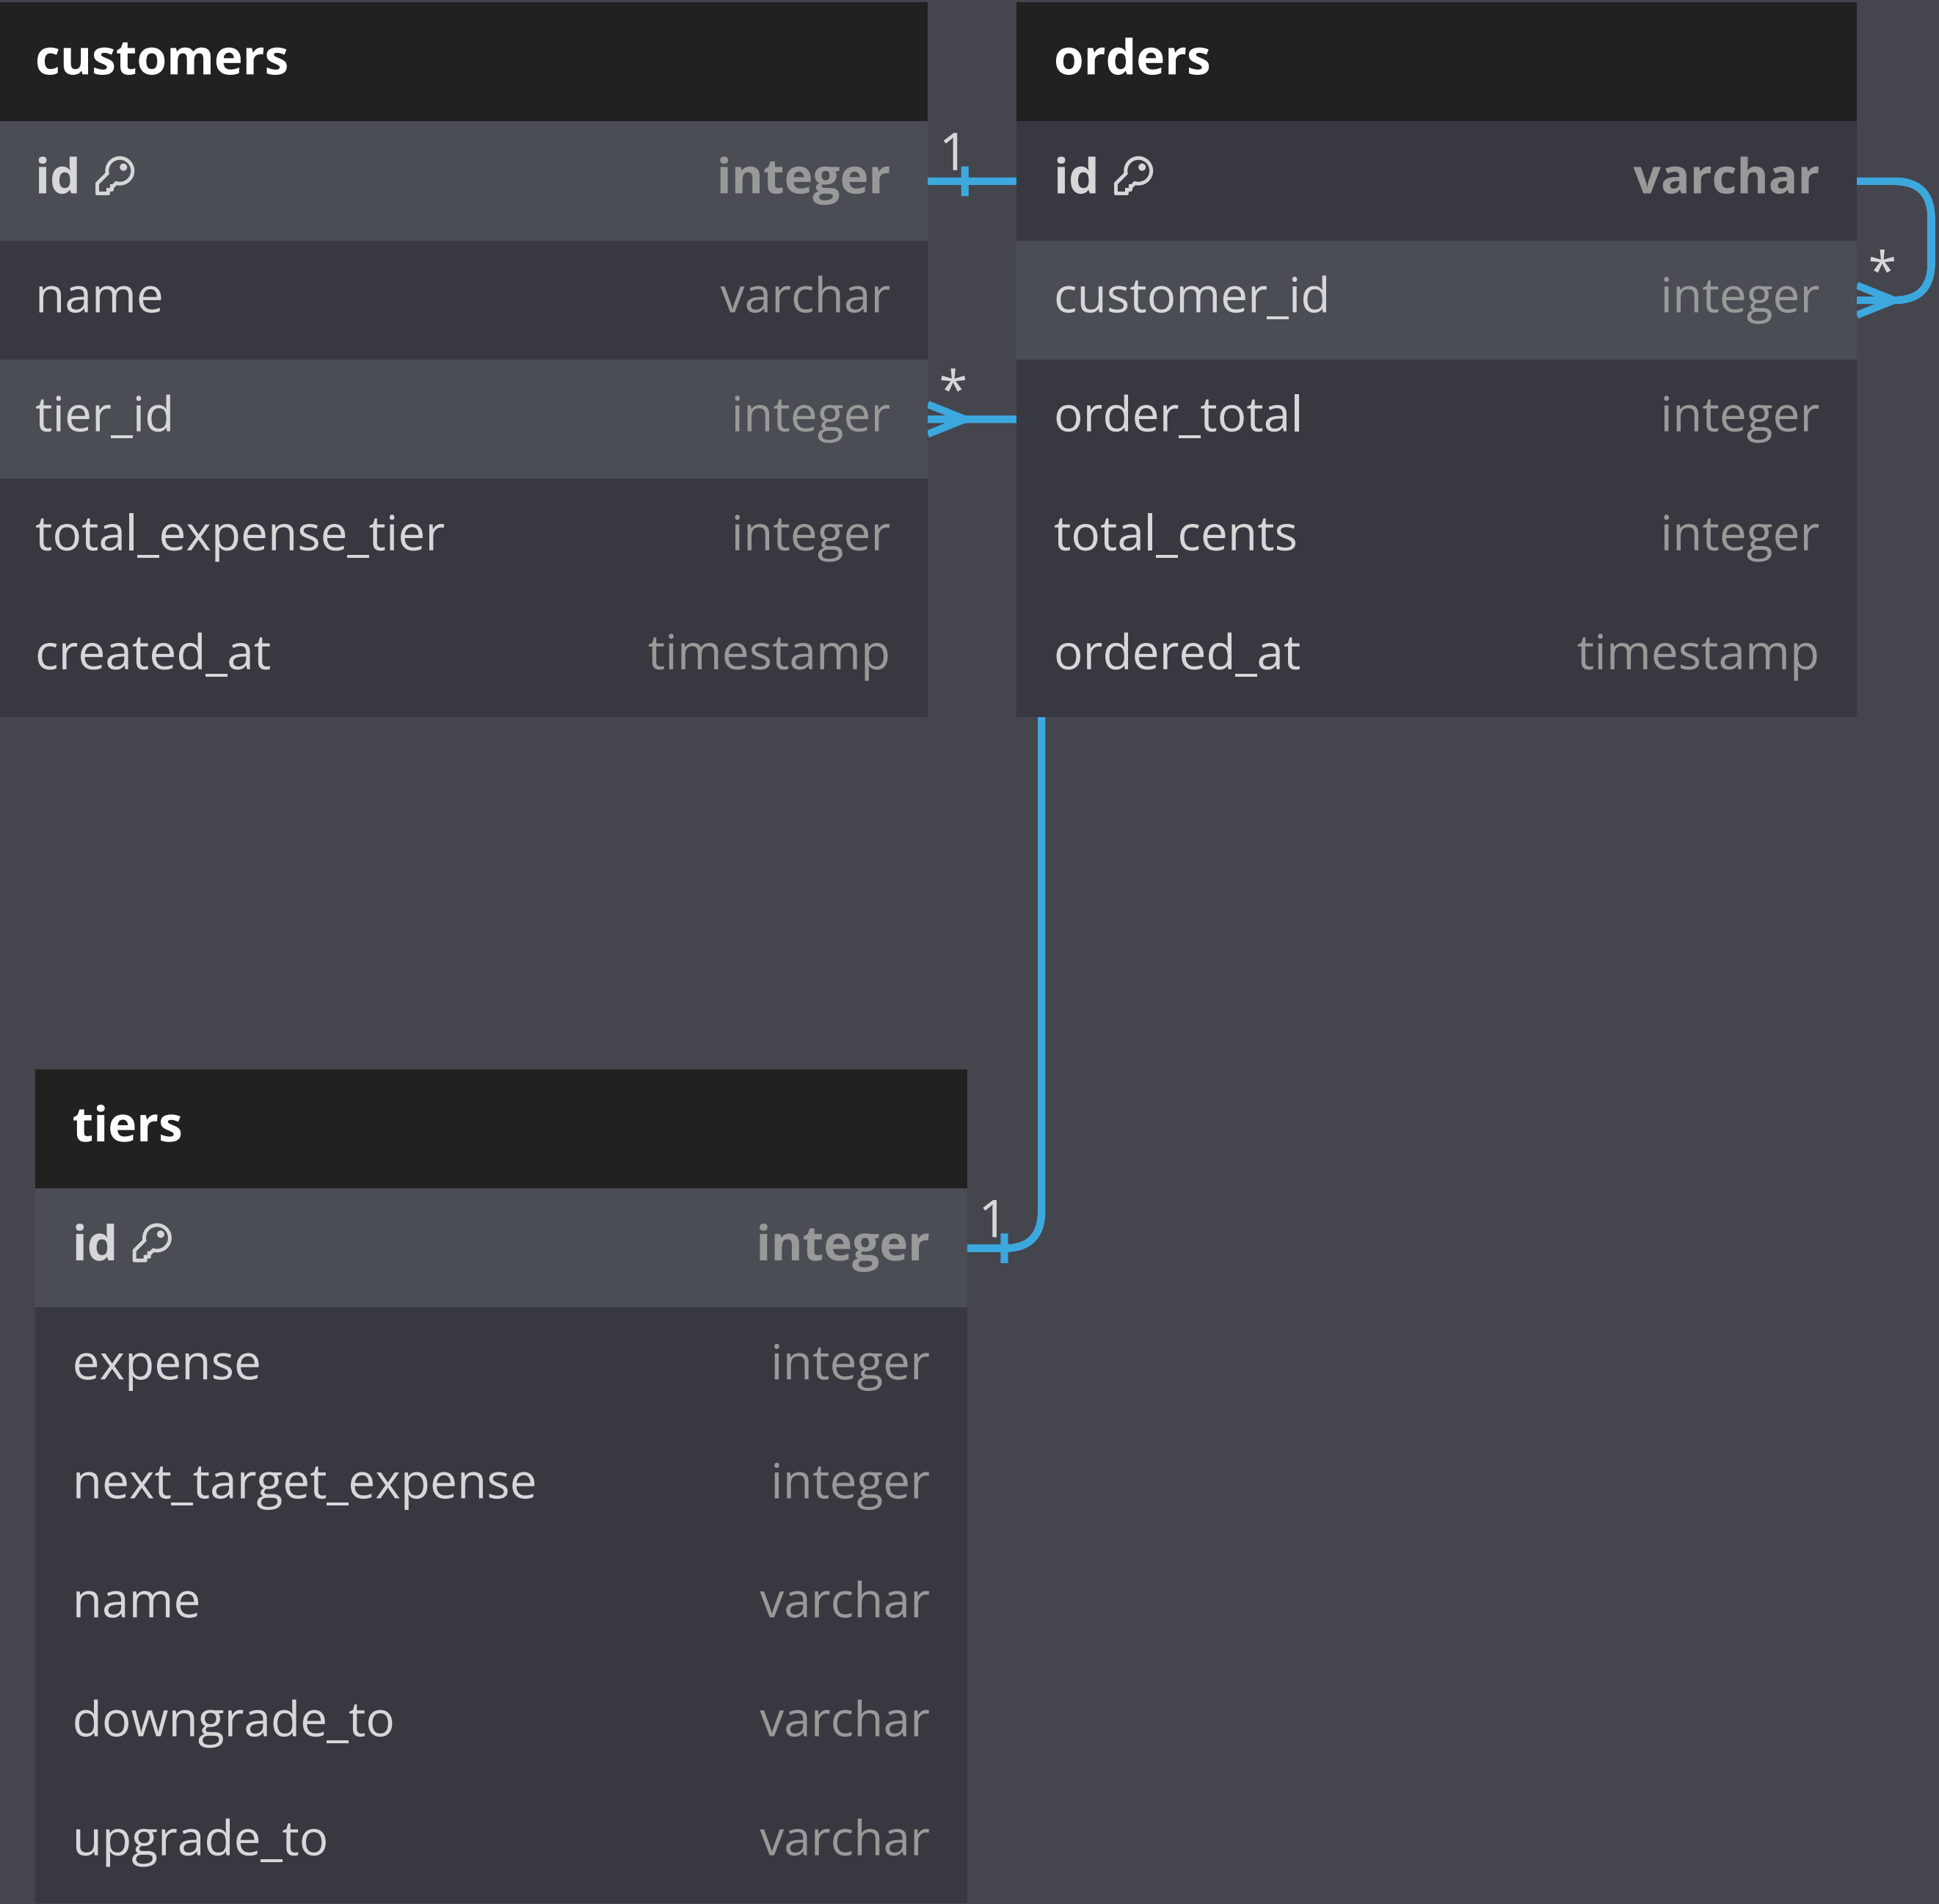 customers
id integer
name varchar
tier_id integer
total_expense_tier integer
created_at timestamp
1
*
orders
id varchar
customer_id integer
order_total integer
total_cents integer
ordered_at timestamp
*
tiers
id integer
expense integer
next_target_expense integer
name varchar
downgrade_to varchar
upgrade_to varchar
1